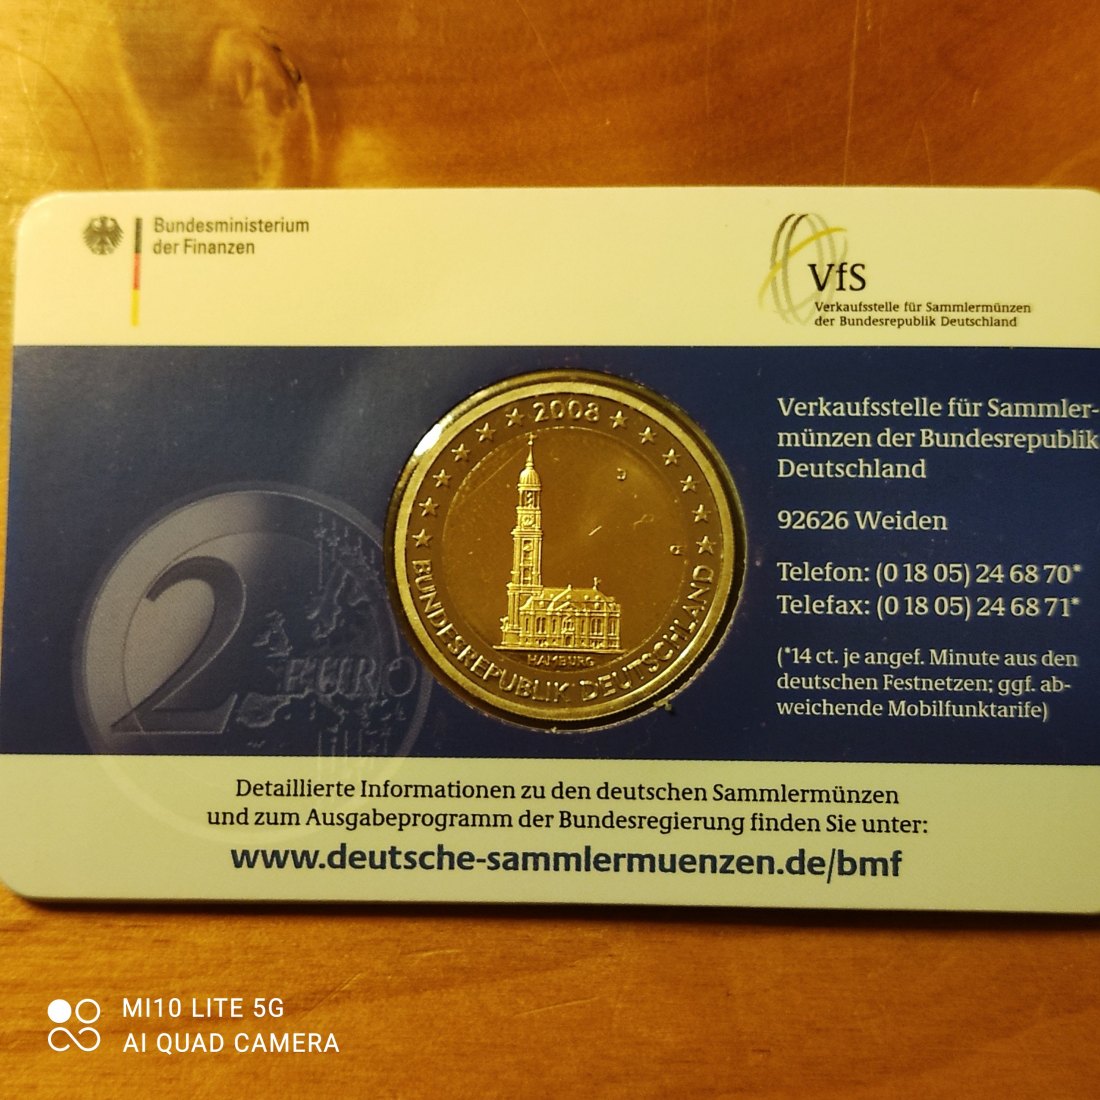 Bundesministerium
der Finanzen
VfS
Verkaufsstelle für Sammlermünzen
der Bundesrepublik Deutschland
2008
BUNDESREPUBLIK DEUTSCHLAND
HAMBURG
2
EURO
Verkaufsstelle für Sammler-
münzen der Bundesrepublik
Deutschland
92626 Weiden
Telefon: (0 18 05) 24 68 70*
Telefax: (0 18 05) 24 68 71*
(*14 ct. je angef. Minute aus den
deutschen Festnetzen; ggf. ab-
weichende Mobilfunktarife)
Detaillierte Informationen zu den deutschen Sammlermünzen
und zum Ausgabeprogramm der Bundesregierung finden Sie unter:
www.deutsche-sammlermuenzen.de/bmf
MI10 LITE 5G
AI QUAD CAMERA